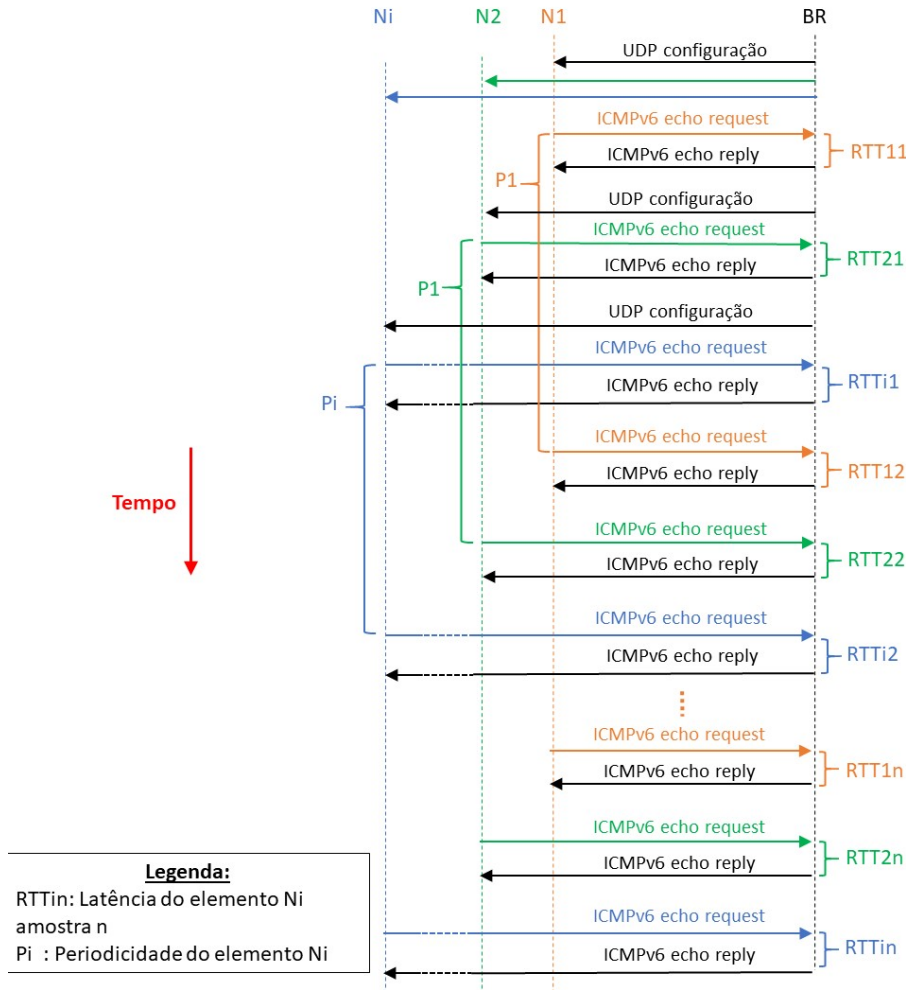 Ni N2 N1 BR
UDP configuração
ICMPv6 echo request
RTT11
ICMPv6 echo reply
P1
UDP configuração
ICMPv6 echo request
RTT21
ICMPv6 echo reply
P1
UDP configuração
ICMPv6 echo request
RTTi1
ICMPv6 echo reply
Pi
ICMPv6 echo request
RTT12
ICMPv6 echo reply
Tempo
ICMPv6 echo request
RTT22
ICMPv6 echo reply
ICMPv6 echo request
RTTi2
ICMPv6 echo reply
ICMPv6 echo request
RTT1n
ICMPv6 echo reply
ICMPv6 echo request
RTT2n
ICMPv6 echo reply
ICMPv6 echo request
RTTin
ICMPv6 echo reply
Legenda:
RTTin: Latência do elemento Ni
amostra n
Pi : Periodicidade do elemento Ni